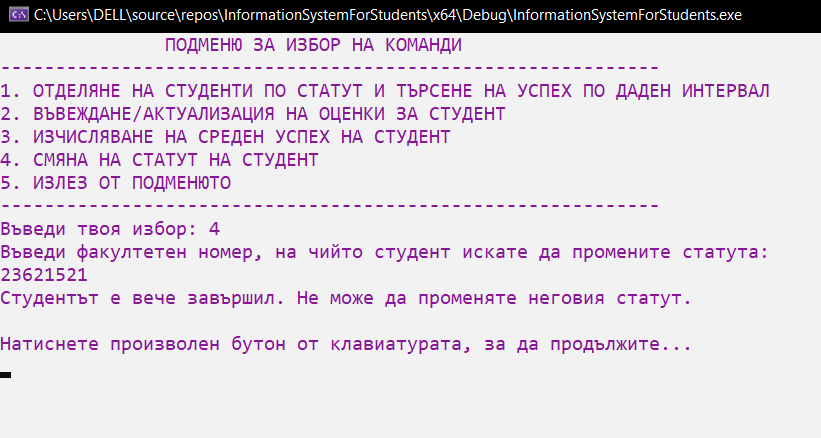 C:\Users\DELL\source\repos\InformationSystemForStudents\x64\Debug\InformationSystemForStudents.exe
ПОДМЕНЮ ЗА ИЗБОР НА КОМАНДИ
------------------------------------------------------------
1. ОТДЕЛЯНЕ НА СТУДЕНТИ ПО СТАТУТ И ТЪРСЕНЕ НА УСПЕХ ПО ДАДЕН ИНТЕРВАЛ
2. ВЪВЕЖДАНЕ/АКТУАЛИЗАЦИЯ НА ОЦЕНКИ ЗА СТУДЕНТ
3. ИЗЧИСЛЯВАНЕ НА СРЕДЕН УСПЕХ НА СТУДЕНТ
4. СМЯНА НА СТАТУТ НА СТУДЕНТ
5. ИЗЛЕЗ ОТ ПОДМЕНЮТО
------------------------------------------------------------
Въведи твоя избор: 4
Въведи факултетен номер, на чийто студент искате да промените статута:
23621521
Студентът е вече завършил. Не може да променяте неговия статут.
Натиснете произволен бутон от клавиатурата, за да продължите...